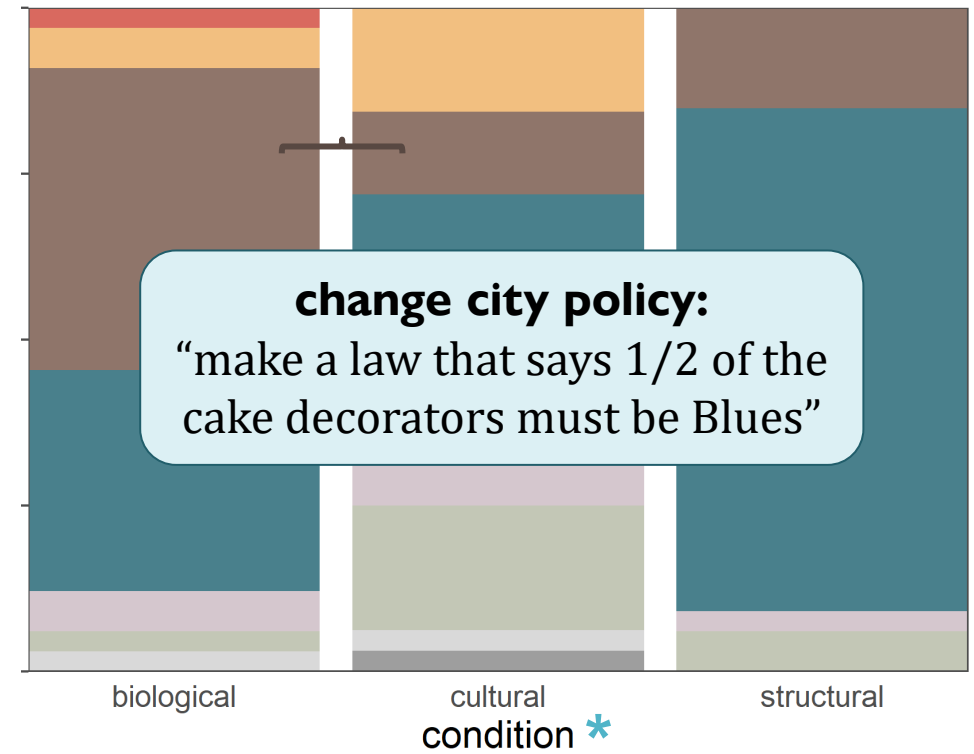 change city policy:
“make a law that says 1/2 of the
cake decorators must be Blues”
biological cultural structural
condition *